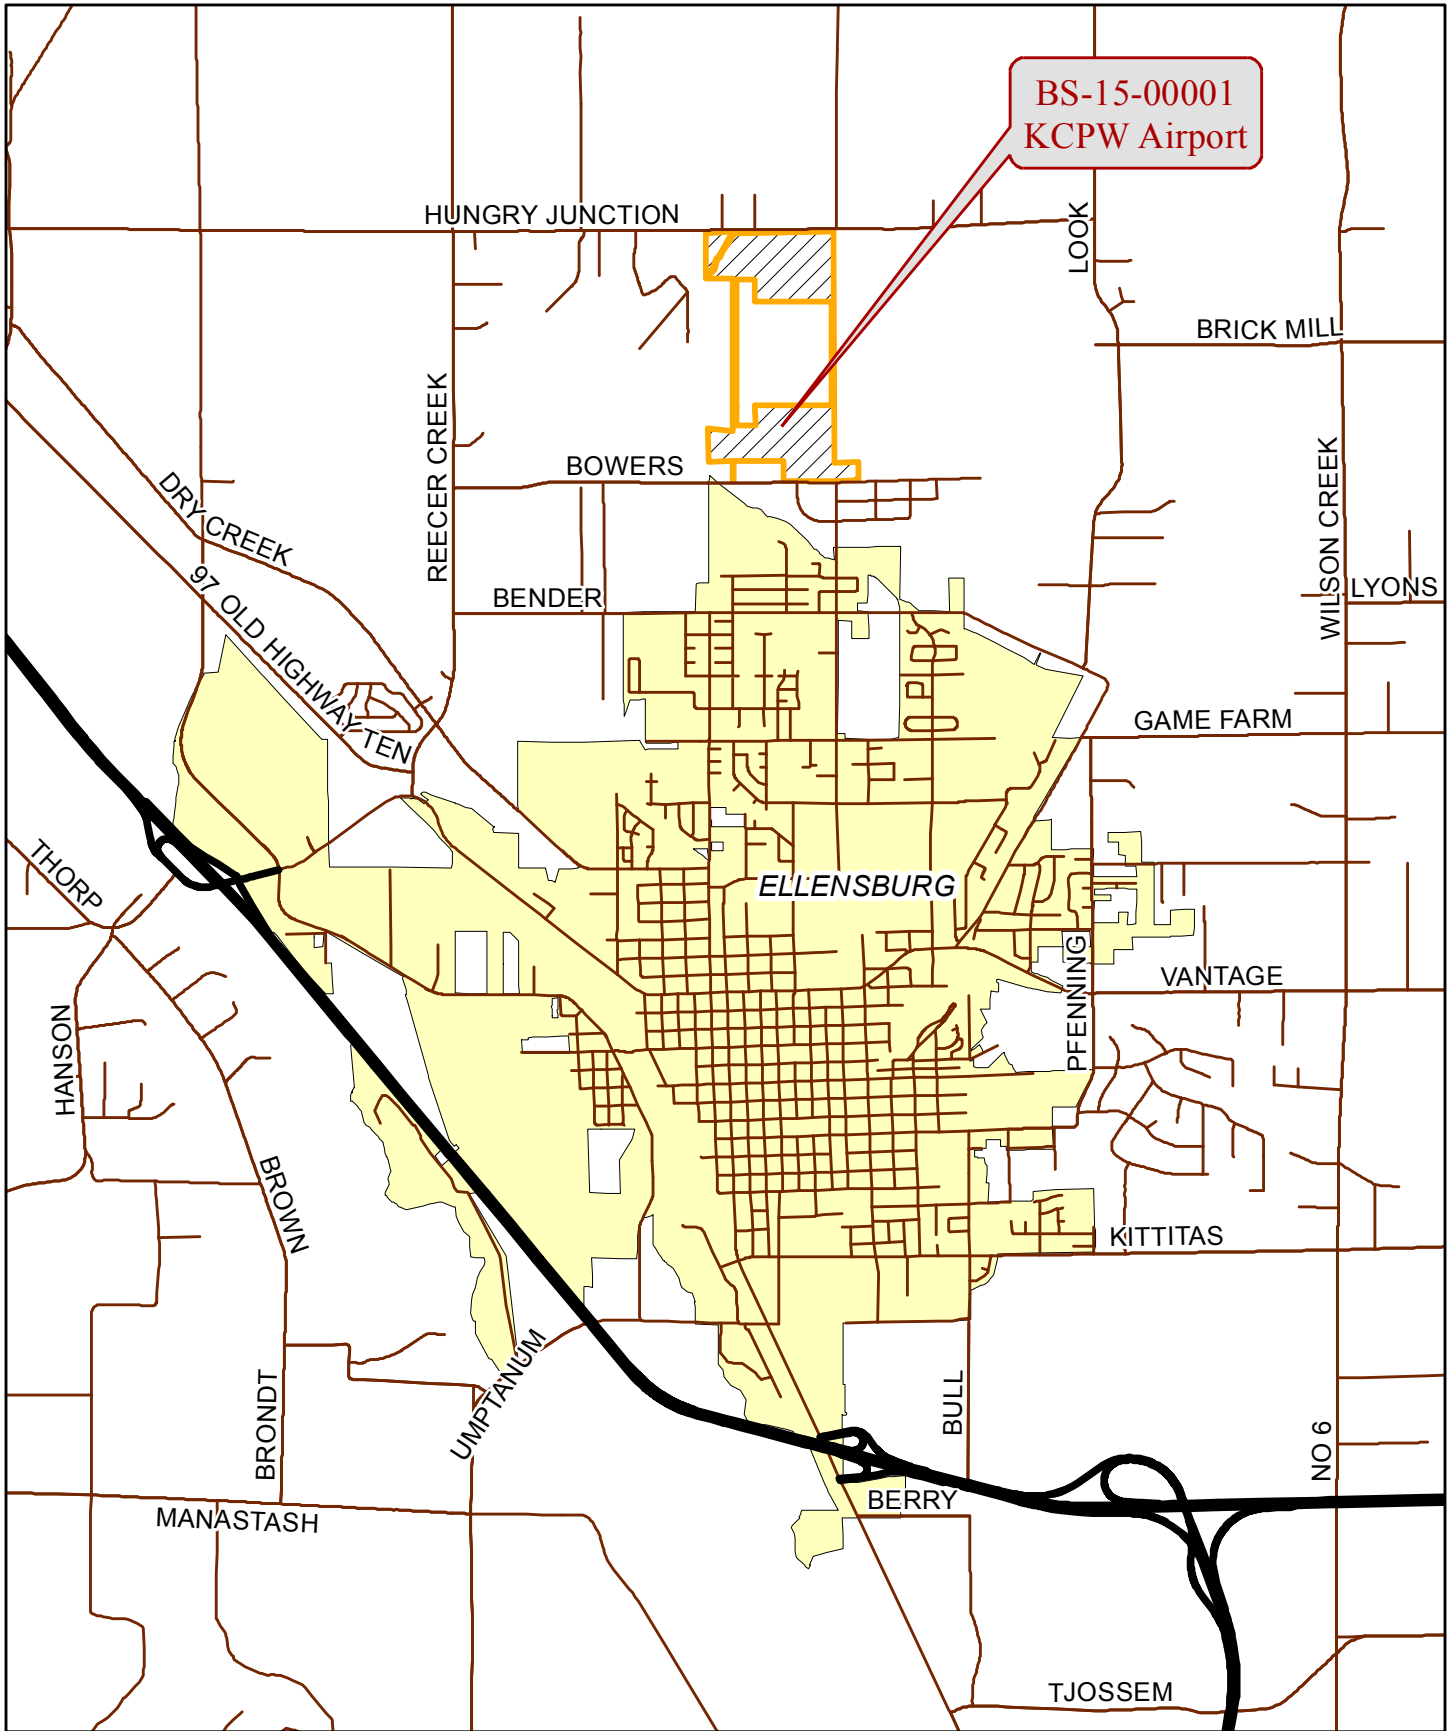 BS-15-00001
KCPW Airport
HUNGRY JUNCTION
LOOK
BRICK MILL
REECER CREEK
BOWERS
WILSON CREEK
DRY CREEK
97 OLD HIGHWAY TEN
BENDER
LYONS
GAME FARM
THORP
ELLENSBURG
PFENNING
VANTAGE
HANSON
BROWN
KITTITAS
UMPTANUM
BRONDT
BULL
NO 6
BERRY
MANASTASH
TJOSSEM